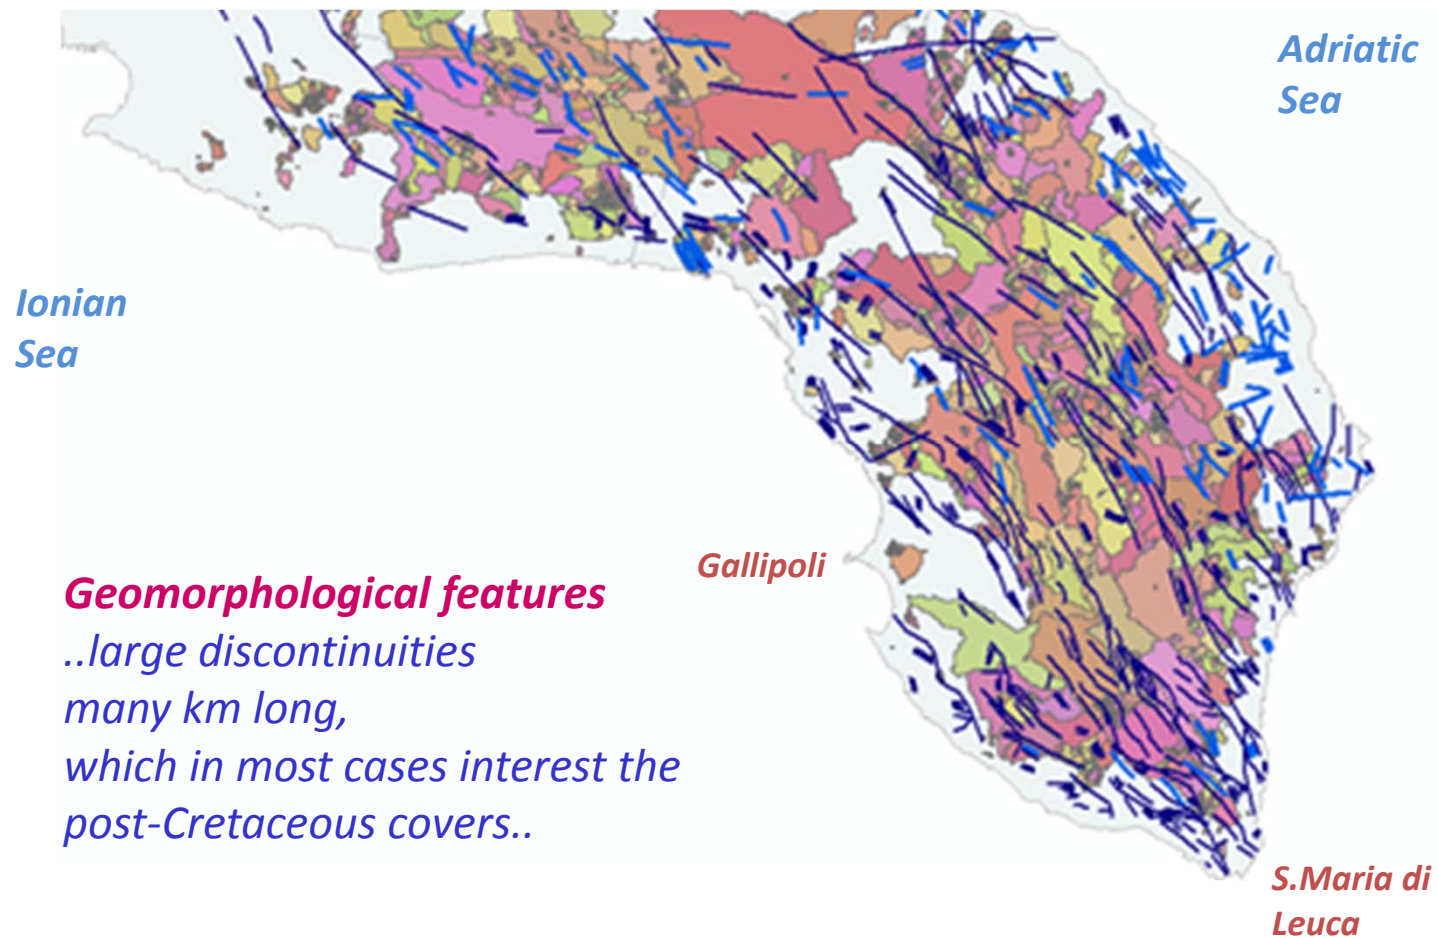 Adriatic
Sea
Ionian
Sea
Gallipoli
Geomorphological features
..large discontinuities
many km long,
which in most cases interest the
post-Cretaceous covers..
S.Maria di
Leuca